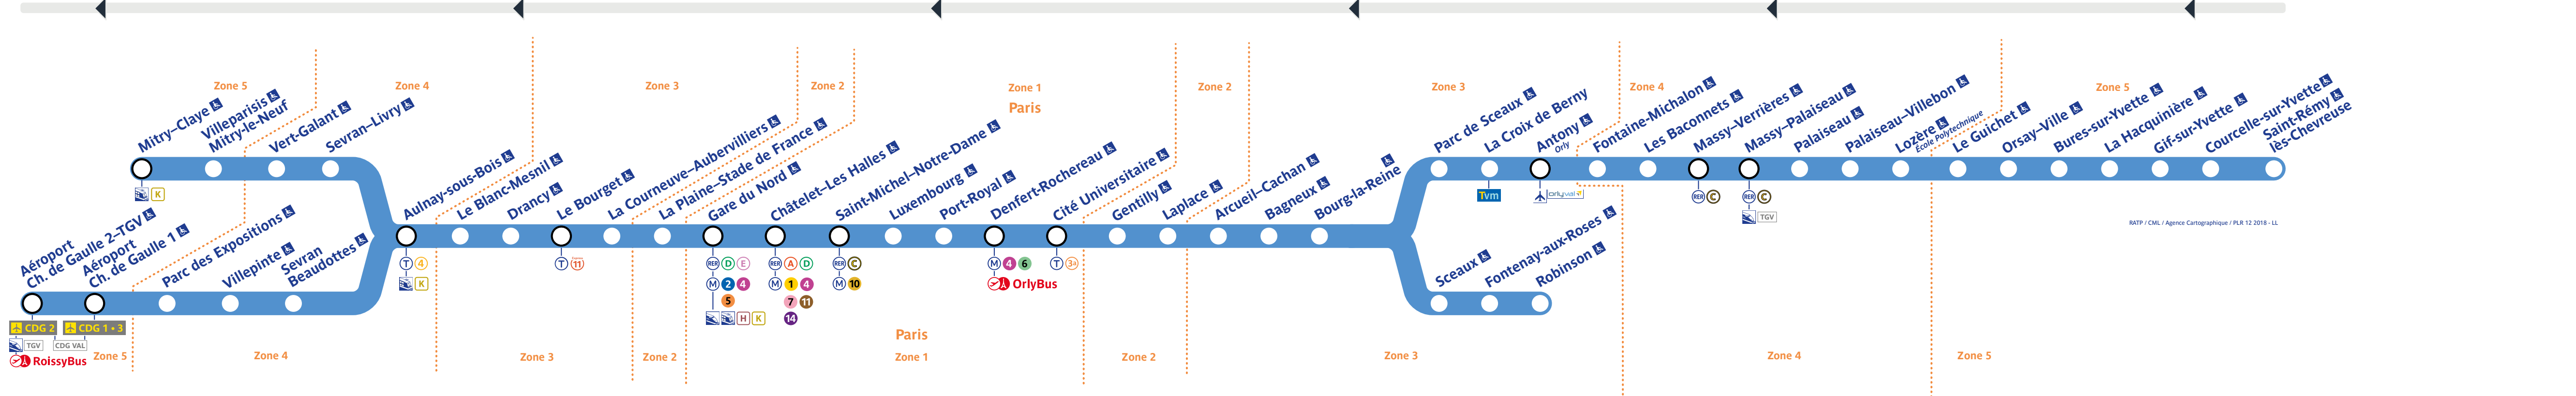 Zone 5
Zone 4
Zone 3
Zone 2
Zone 1
Paris
Zone 2
Zone 3
Zone 4
Zone 5
Mitry–Claye
Villeparisis
Mitry-le-Neuf
Vert-Galant
Sevran–Livry
K
Aéroport
Ch. de Gaulle 2–TGV
Aéroport
Ch. de Gaulle 1
Parc des Expositions
Villepinte
Sevran
Beaudottes
CDG 2
TGV
RoissyBus
CDG 1 • 3
CDG VAL
Aulnay-sous-Bois
T 4
K
Le Blanc-Mesnil
Drancy
Le Bourget
T 11
La Courneuve–Aubervilliers
La Plaine–Stade de France
Gare du Nord
RER D E
M 2 4
5
H K
Châtelet–Les Halles
RER A D
M 1 4
7 11
14
Saint-Michel–Notre-Dame
RER C
M 10
Luxembourg
Port-Royal
Denfert-Rochereau
M 4 6
OrlyBus
Cité Universitaire
T 3a
Gentilly
Laplace
Arcueil–Cachan
Bagneux
Bourg-la-Reine
Parc de Sceaux
La Croix de Berny
Tvm
Antony
Orly
orlyval
Fontaine-Michalon
Les Baconnets
Massy–Verrières
RER C
Massy–Palaiseau
RER C
TGV
Palaiseau
Palaiseau–Villebon
Lozère
École Polytechnique
Le Guichet
Orsay–Ville
Bures-sur-Yvette
La Hacquinière
Gif-sur-Yvette
Courcelle-sur-Yvette
Saint-Rémy
lès-Chevreuse
Sceaux
Fontenay-aux-Roses
Robinson
RATP / CML / Agence Cartographique / PLR 12 2018 - LL
Zone 5
Zone 4
Zone 3
Zone 2
Paris
Zone 1
Zone 2
Zone 3
Zone 4
Zone 5